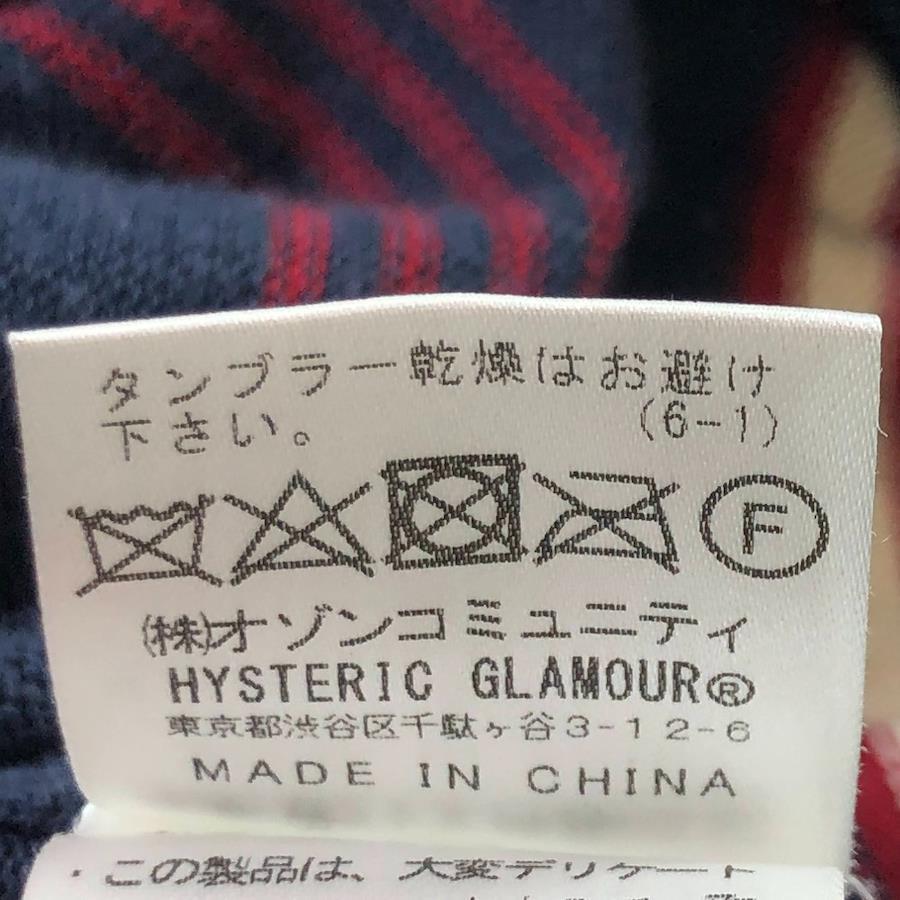 タンブラー乾燥はお避け
下さい。 (6-1)
F
(株)オゾンコミュニティ
HYSTERIC GLAMOUR®
東京都渋谷区千駄ヶ谷3-12-6
MADE IN CHINA
・この製品は、大変デリケート